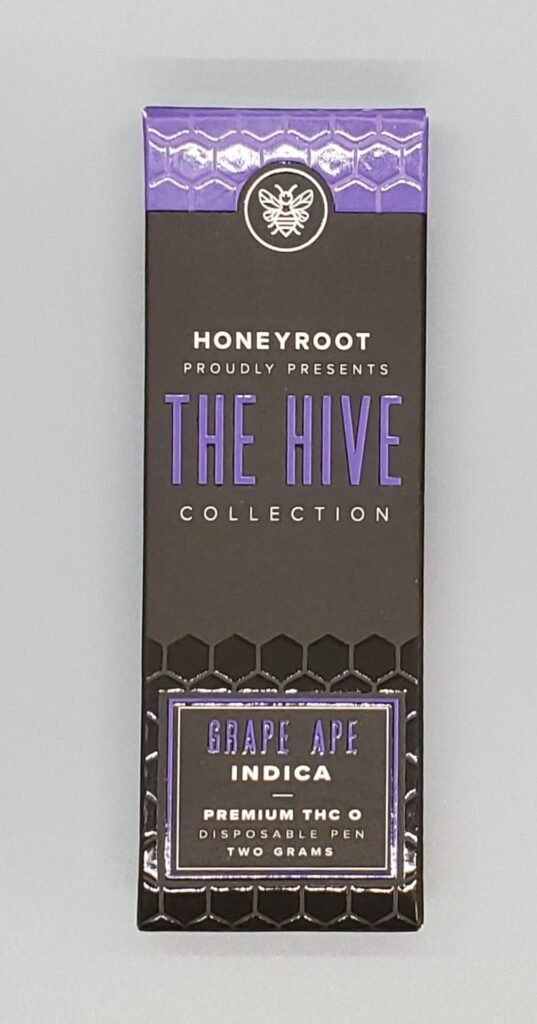 HONEYROOT
PROUDLY PRESENTS
THE HIVE
COLLECTION
GRAPE APE
INDICA
PREMIUM THC O
DISPOSABLE PEN
TWO GRAMS